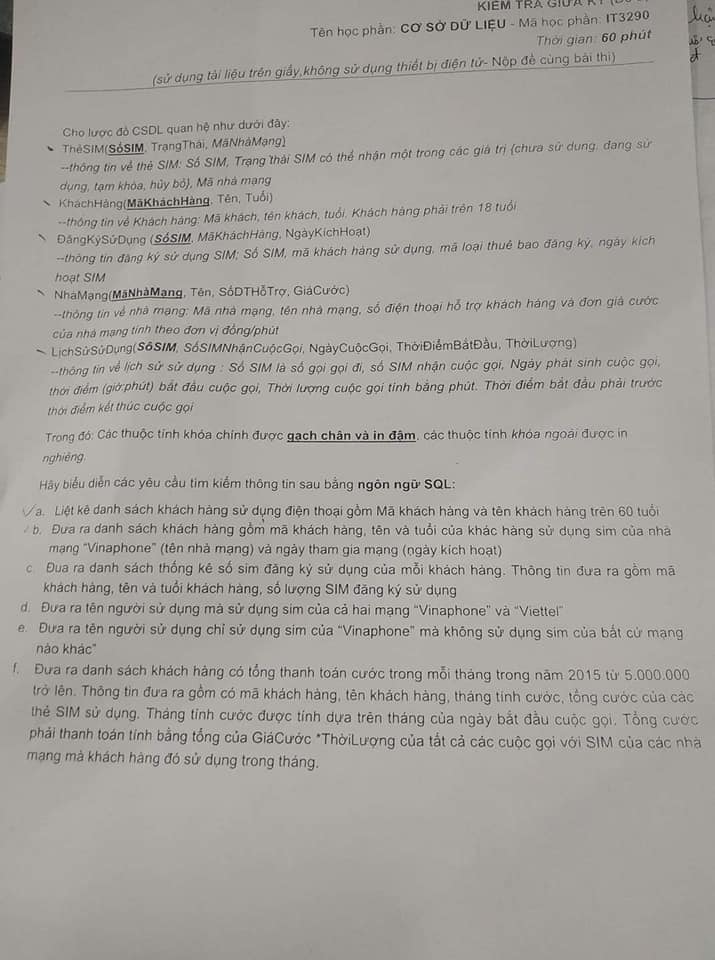 KIỂM TRA GIỮA KỲ
Tên học phần: CƠ SỞ DỮ LIỆU - Mã học phần: IT3290
Thời gian: 60 phút
(sử dụng tài liệu trên giấy,không sử dụng thiết bị điện tử- Nộp đề cùng bài thi)
Cho lược đồ CSDL quan hệ như dưới đây:
ThẻSIM(SốSIM, TrạngThái, MãNhàMạng)
--thông tin về thẻ SIM: Số SIM, Trạng thái SIM có thể nhận một trong các giá trị {chưa sử dụng, đang sử
dụng, tạm khóa, hủy bỏ}, Mã nhà mạng
KháchHàng(MãKháchHàng, Tên, Tuổi)
--thông tin về Khách hàng: Mã khách, tên khách, tuổi. Khách hàng phải trên 18 tuổi
ĐăngKýSửDụng (SốSIM, MãKháchHàng, NgàyKíchHoạt)
--thông tin đăng ký sử dụng SIM; Số SIM, mã khách hàng sử dụng, mã loại thuê bao đăng ký, ngày kích
hoạt SIM
NhàMạng(MãNhàMạng, Tên, SốDTHỗTrợ, GiáCước)
--thông tin về nhà mạng: Mã nhà mạng, tên nhà mạng, số điện thoại hỗ trợ khách hàng và đơn giá cước
của nhà mạng tính theo đơn vị đồng/phút
LịchSửSửDụng(SốSIM, SốSIMNhậnCuộcGọi, NgàyCuộcGọi, ThờiĐiểmBắtĐầu, ThờiLượng)
--thông tin về lịch sử sử dụng : Số SIM là số gọi gọi đi, số SIM nhận cuộc gọi, Ngày phát sinh cuộc gọi,
thời điểm (giờ:phút) bắt đầu cuộc gọi, Thời lượng cuộc gọi tính bằng phút. Thời điểm bắt đầu phải trước
thời điểm kết thúc cuộc gọi
Trong đó: Các thuộc tính khóa chính được gạch chân và in đậm, các thuộc tính khóa ngoài được in
nghiêng.
Hãy biểu diễn các yêu cầu tìm kiếm thông tin sau bằng ngôn ngữ SQL:
a. Liệt kê danh sách khách hàng sử dụng điện thoại gồm Mã khách hàng và tên khách hàng trên 60 tuổi
b. Đưa ra danh sách khách hàng gồm mã khách hàng, tên và tuổi của khác hàng sử dụng sim của nhà
mạng "Vinaphone" (tên nhà mạng) và ngày tham gia mạng (ngày kích hoạt)
c. Đua ra danh sách thống kê số sim đăng ký sử dụng của mỗi khách hàng. Thông tin đưa ra gồm mã
khách hàng, tên và tuổi khách hàng, số lượng SIM đăng ký sử dụng
d. Đưa ra tên người sử dụng mà sử dụng sim của cả hai mạng "Vinaphone" và "Viettel"
e. Đưa ra tên người sử dụng chỉ sử dụng sim của "Vinaphone" mà không sử dụng sim của bất cứ mạng
nào khác"
f. Đưa ra danh sách khách hàng có tổng thanh toán cước trong mỗi tháng trong năm 2015 từ 5.000.000
trở lên. Thông tin đưa ra gồm có mã khách hàng, tên khách hàng, tháng tính cước, tổng cước của các
thẻ SIM sử dụng. Tháng tính cước được tính dựa trên tháng của ngày bắt đầu cuộc gọi. Tổng cước
phải thanh toán tính bằng tổng của GiáCước *ThờiLượng của tất cả các cuộc gọi với SIM của các nhà
mạng mà khách hàng đó sử dụng trong tháng.